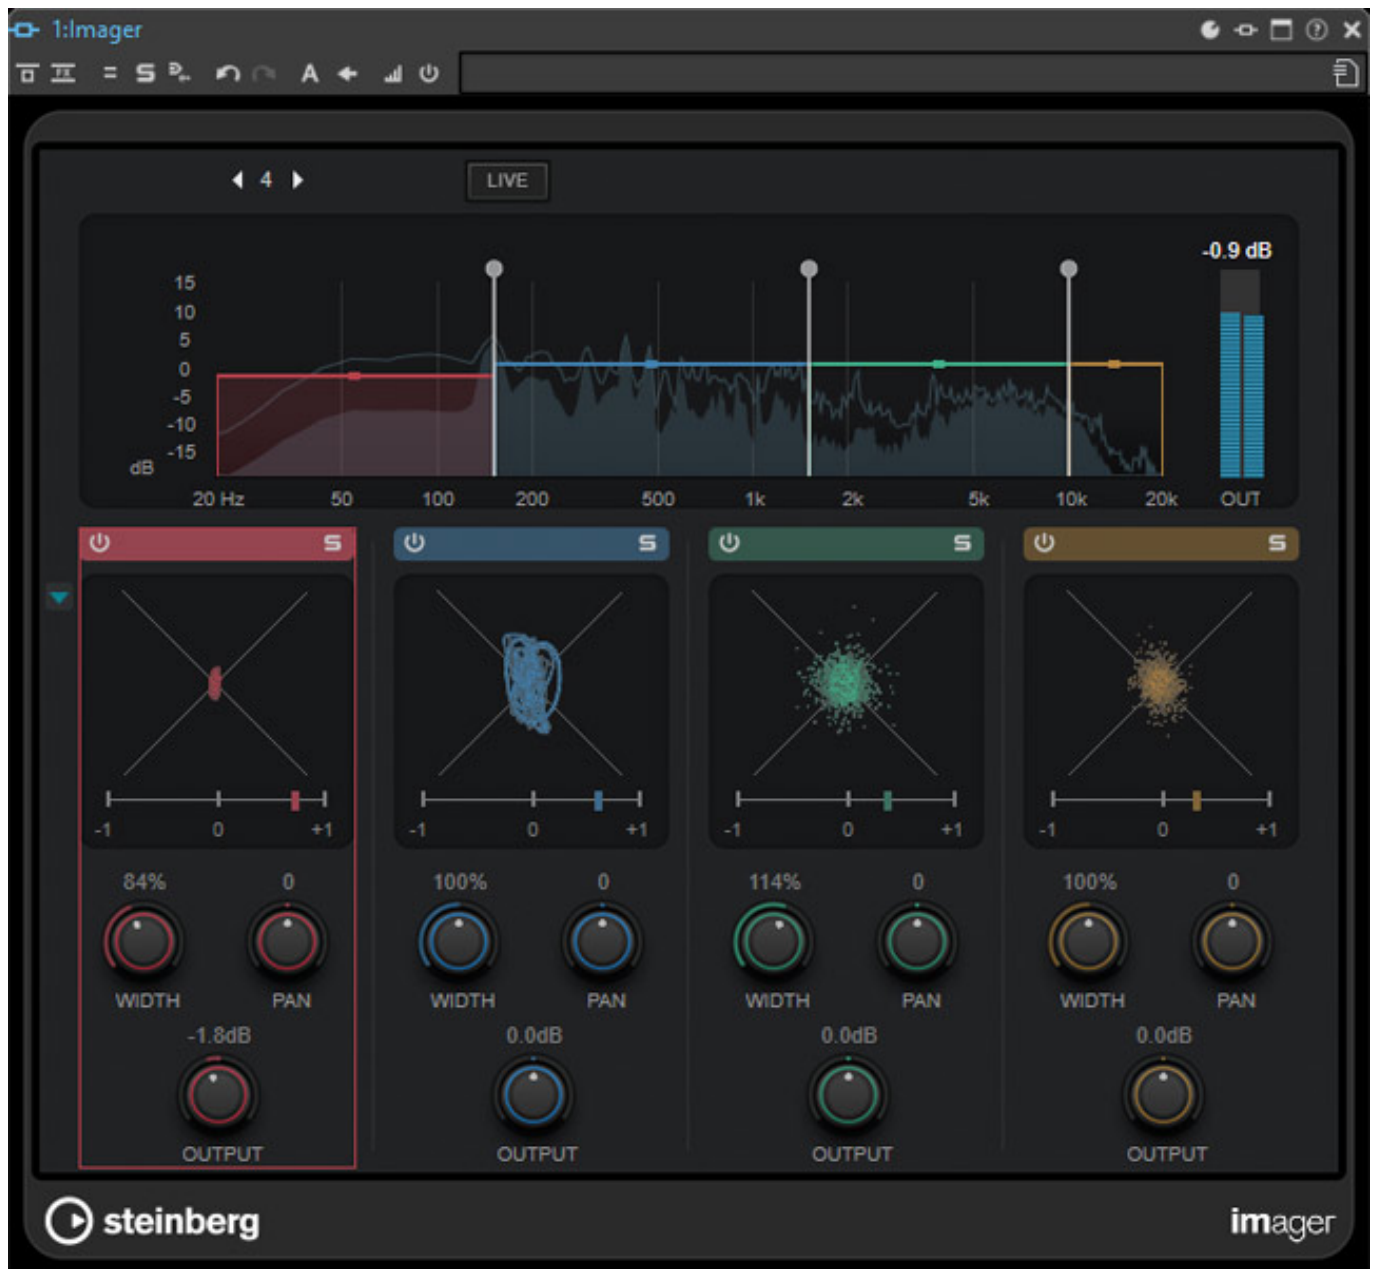 1:Imager
FX = S A
4 LIVE
-0.9 dB
15
10
5
0
-5
-10
-15
dB
20 Hz 50 100 200 500 1k 2k 5k 10k 20k OUT
S S S S
-1 0 +1 -1 0 +1 -1 0 +1 -1 0 +1
84% 0 100% 0 114% 0 100% 0
WIDTH PAN WIDTH PAN WIDTH PAN WIDTH PAN
-1.8dB 0.0dB 0.0dB 0.0dB
OUTPUT OUTPUT OUTPUT OUTPUT
steinberg imager